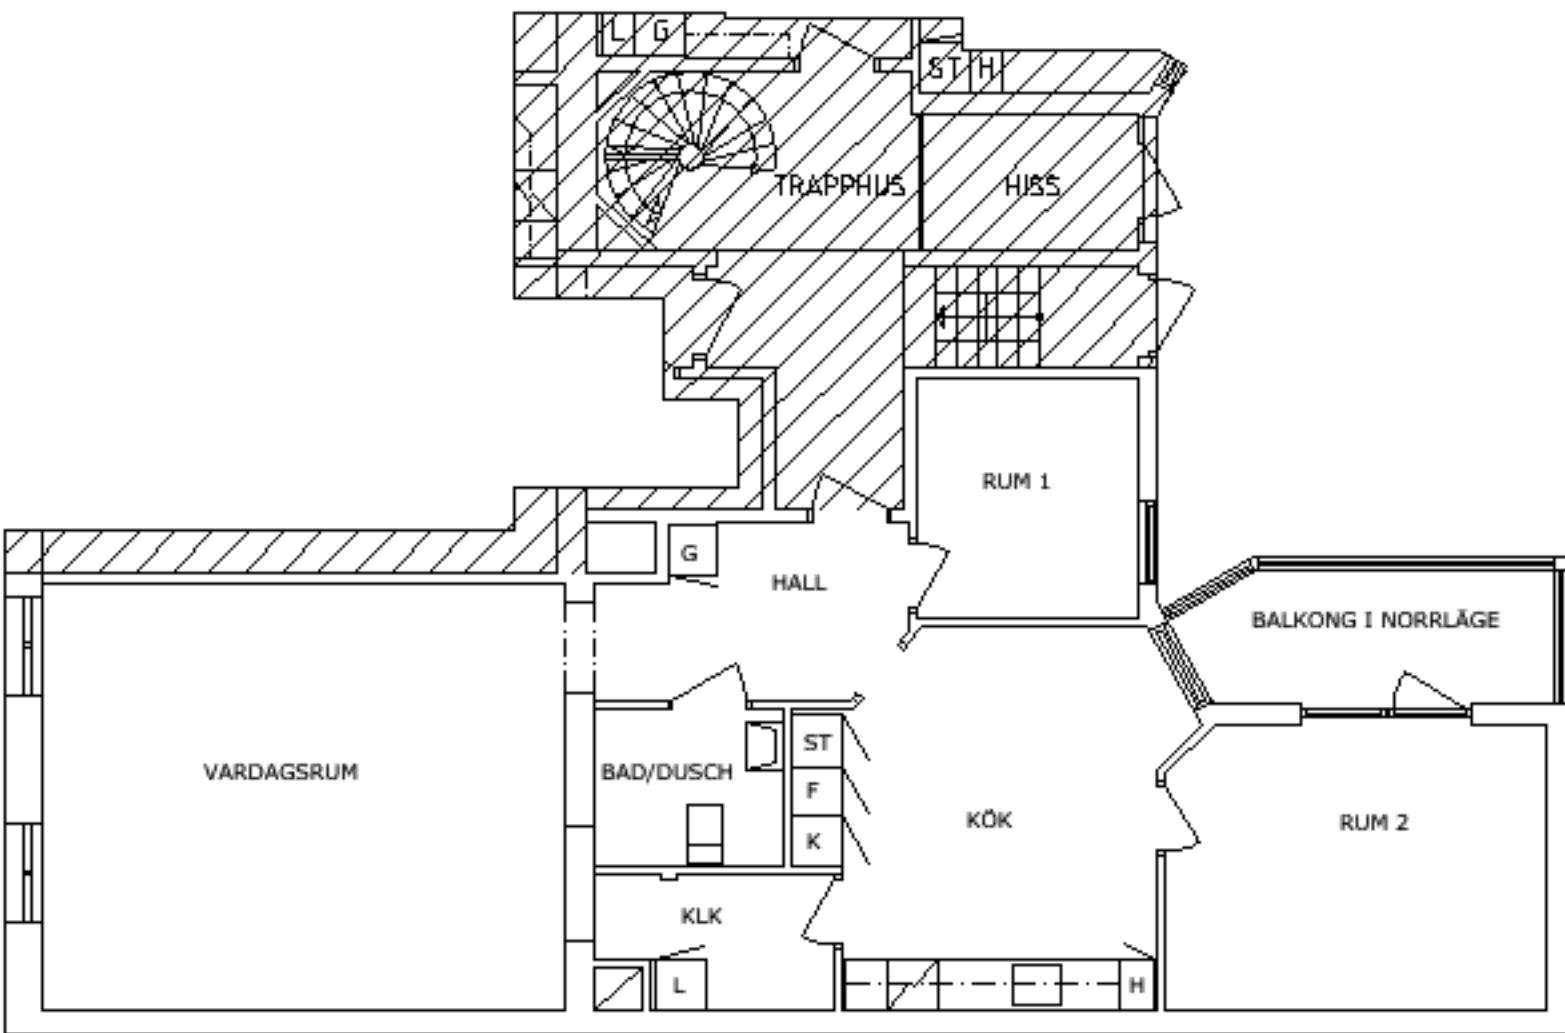 L G
ST H
TRAPPHUS HISS
RUM 1
G
HALL
BALKONG I NORRLÄGE
ST
VARDAGSRUM BAD/DUSCH
F
KÖK RUM 2
K
KLK
L H